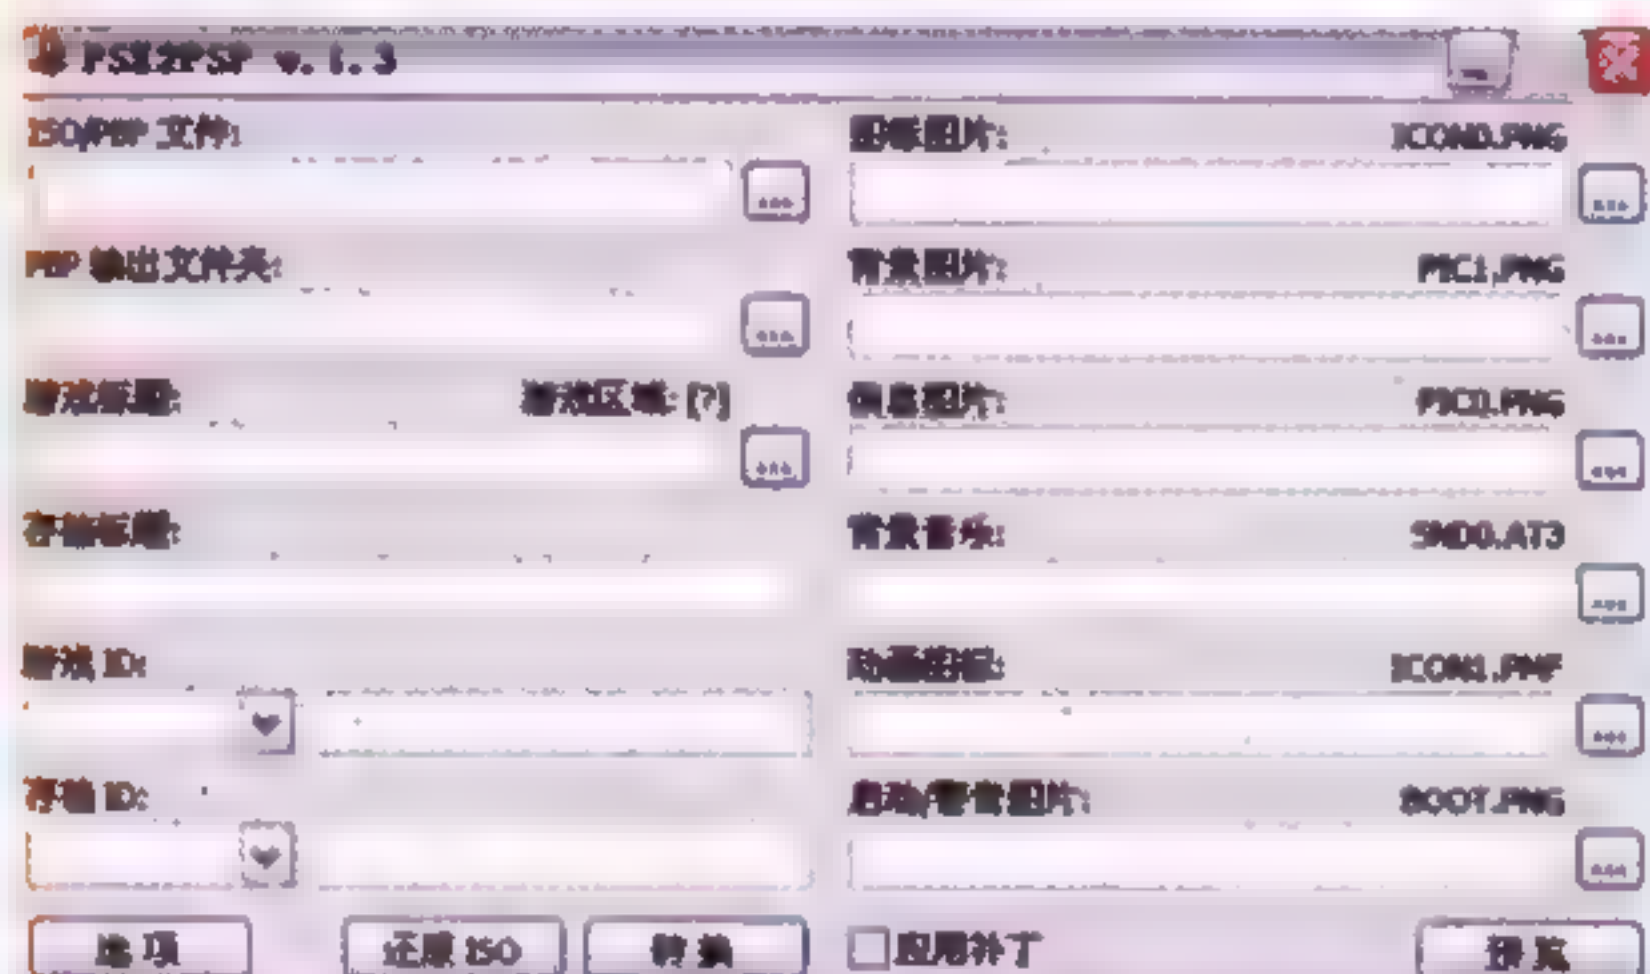 PSX2PSP v.1.3
ISO/PBP 文件:
PBP 输出文件夹:
游戏标题: 游戏区域: [?]
存档标题:
游戏 ID:
存档 ID:
选 项 还原 ISO 转 换
图标图片: ICON0.PNG
背景图片: PIC1.PNG
信息图片: PIC0.PNG
背景音乐: SND0.AT3
动画图标: ICON1.PMF
启动/ 图片: BOOT.PNG
应用补丁 预 览